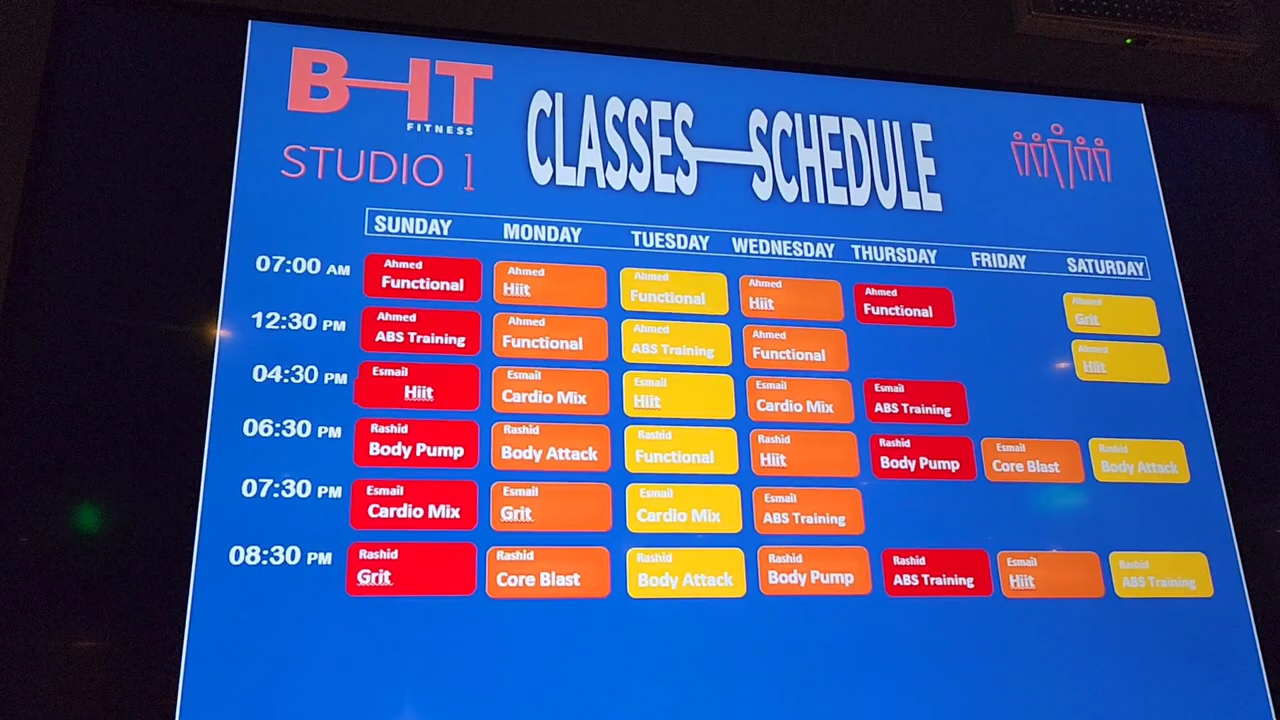 B-HIT
FITNESS
STUDIO 1
CLASSES SCHEDULE
SUNDAY MONDAY TUESDAY WEDNESDAY THURSDAY FRIDAY SATURDAY
07:00 AM
Ahmed Ahmed Ahmed Ahmed Ahmed Ahmed
Functional Hiit Functional Hiit Functional Grit
12:30 PM
Ahmed Ahmed Ahmed Ahmed Ahmed
ABS Training Functional ABS Training Functional Hiit
04:30 PM
Esmail Esmail Esmail Esmail Esmail
Hiit Cardio Mix Hiit Cardio Mix ABS Training
06:30 PM
Rashid Rashid Rashid Rashid Rashid Esmail Rashid
Body Pump Body Attack Functional Hiit Body Pump Core Blast Body Attack
07:30 PM
Esmail Esmail Esmail Esmail
Cardio Mix Grit Cardio Mix ABS Training
08:30 PM
Rashid Rashid Rashid Rashid Rashid Esmail Rashid
Grit Core Blast Body Attack Body Pump ABS Training Hiit ABS Training